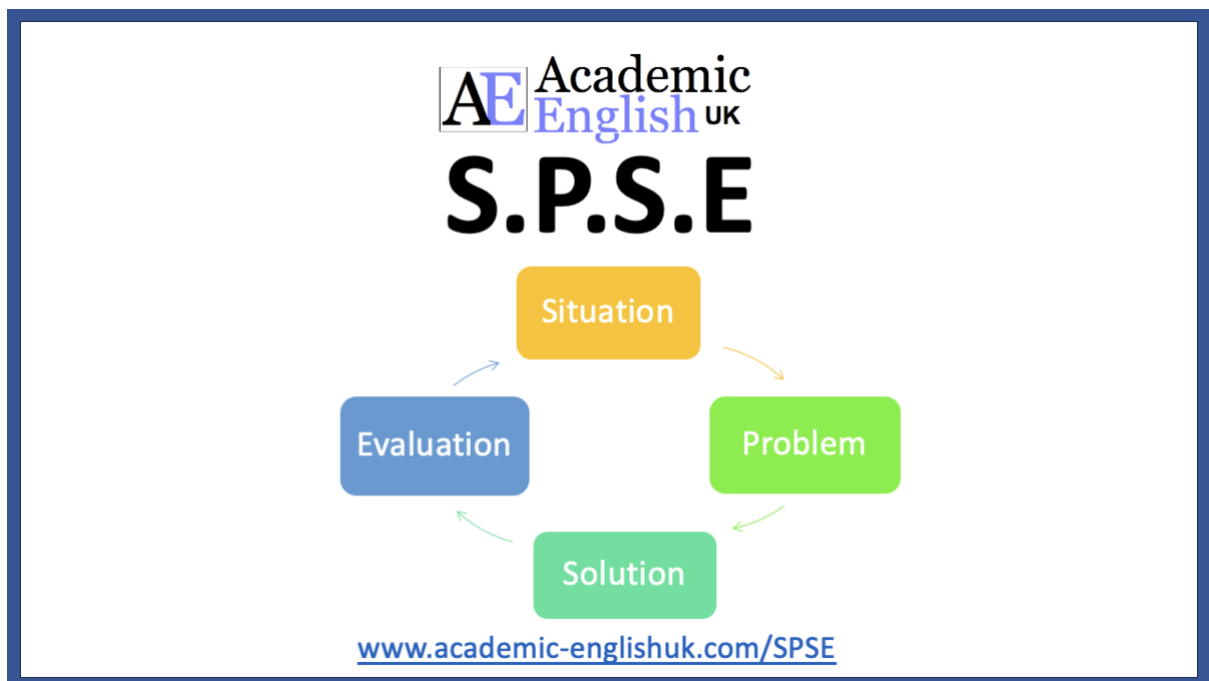 AE Academic
English UK
S.P.S.E
Situation
Problem
Solution
Evaluation
www.academic-englishuk.com/SPSE